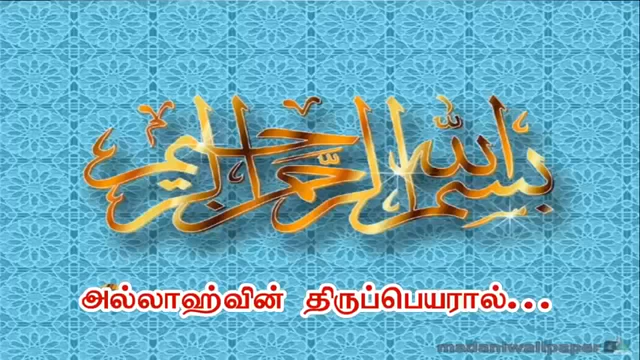 بسم الله الرحمن الرحيم
அல்லாஹ்வின் திருப்பெயரால்...
madaniwallpaper